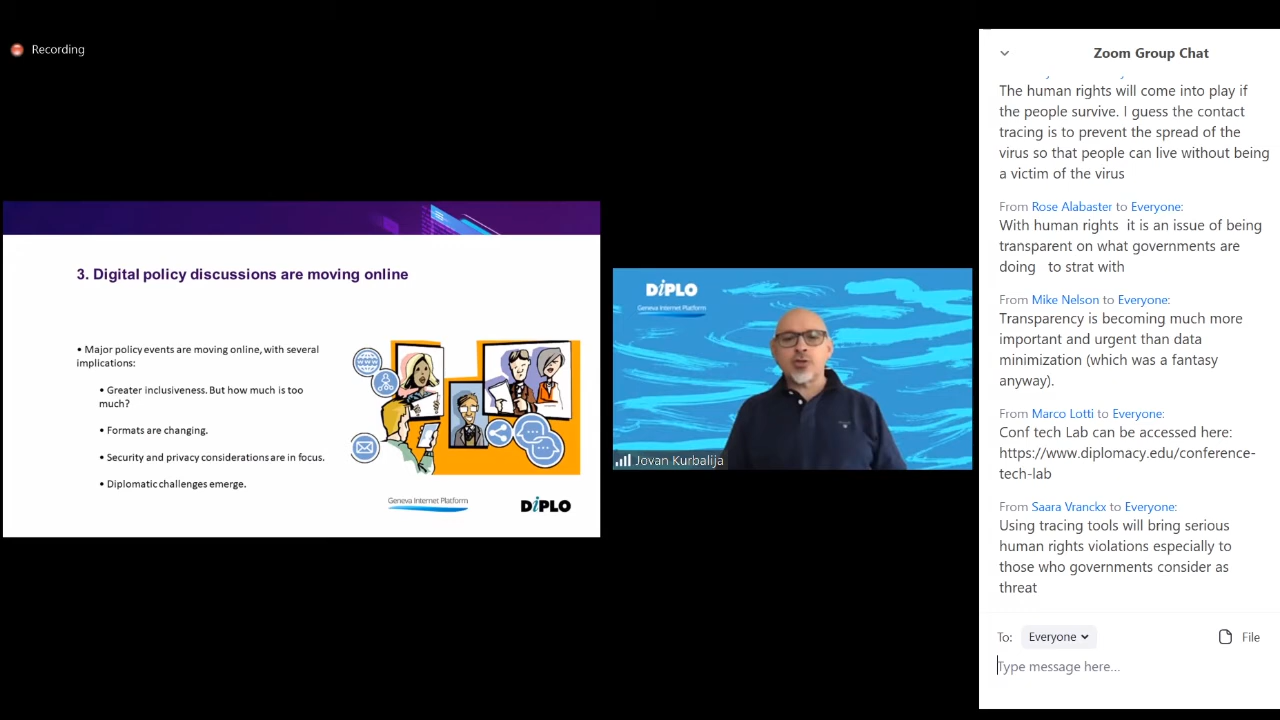 Recording
3. Digital policy discussions are moving online
• Major policy events are moving online, with several
implications:
• Greater inclusiveness. But how much is too
much?
• Formats are changing.
• Security and privacy considerations are in focus.
• Diplomatic challenges emerge.
Geneva Internet Platform
DiPLO
DiPLO
Geneva Internet Platform
Jovan Kurbalija
Zoom Group Chat
The human rights will come into play if
the people survive. I guess the contact
tracing is to prevent the spread of the
virus so that people can live without being
a victim of the virus
From Rose Alabaster to Everyone:
With human rights  it is an issue of being
transparent on what governments are
doing   to strat with
From Mike Nelson to Everyone:
Transparency is becoming much more
important and urgent than data
minimization (which was a fantasy
anyway).
From Marco Lotti to Everyone:
Conf tech Lab can be accessed here:
https://www.diplomacy.edu/conference-
tech-lab
From Saara Vranckx to Everyone:
Using tracing tools will bring serious
human rights violations especially to
those who governments consider as
threat
To: Everyone File
Type message here...